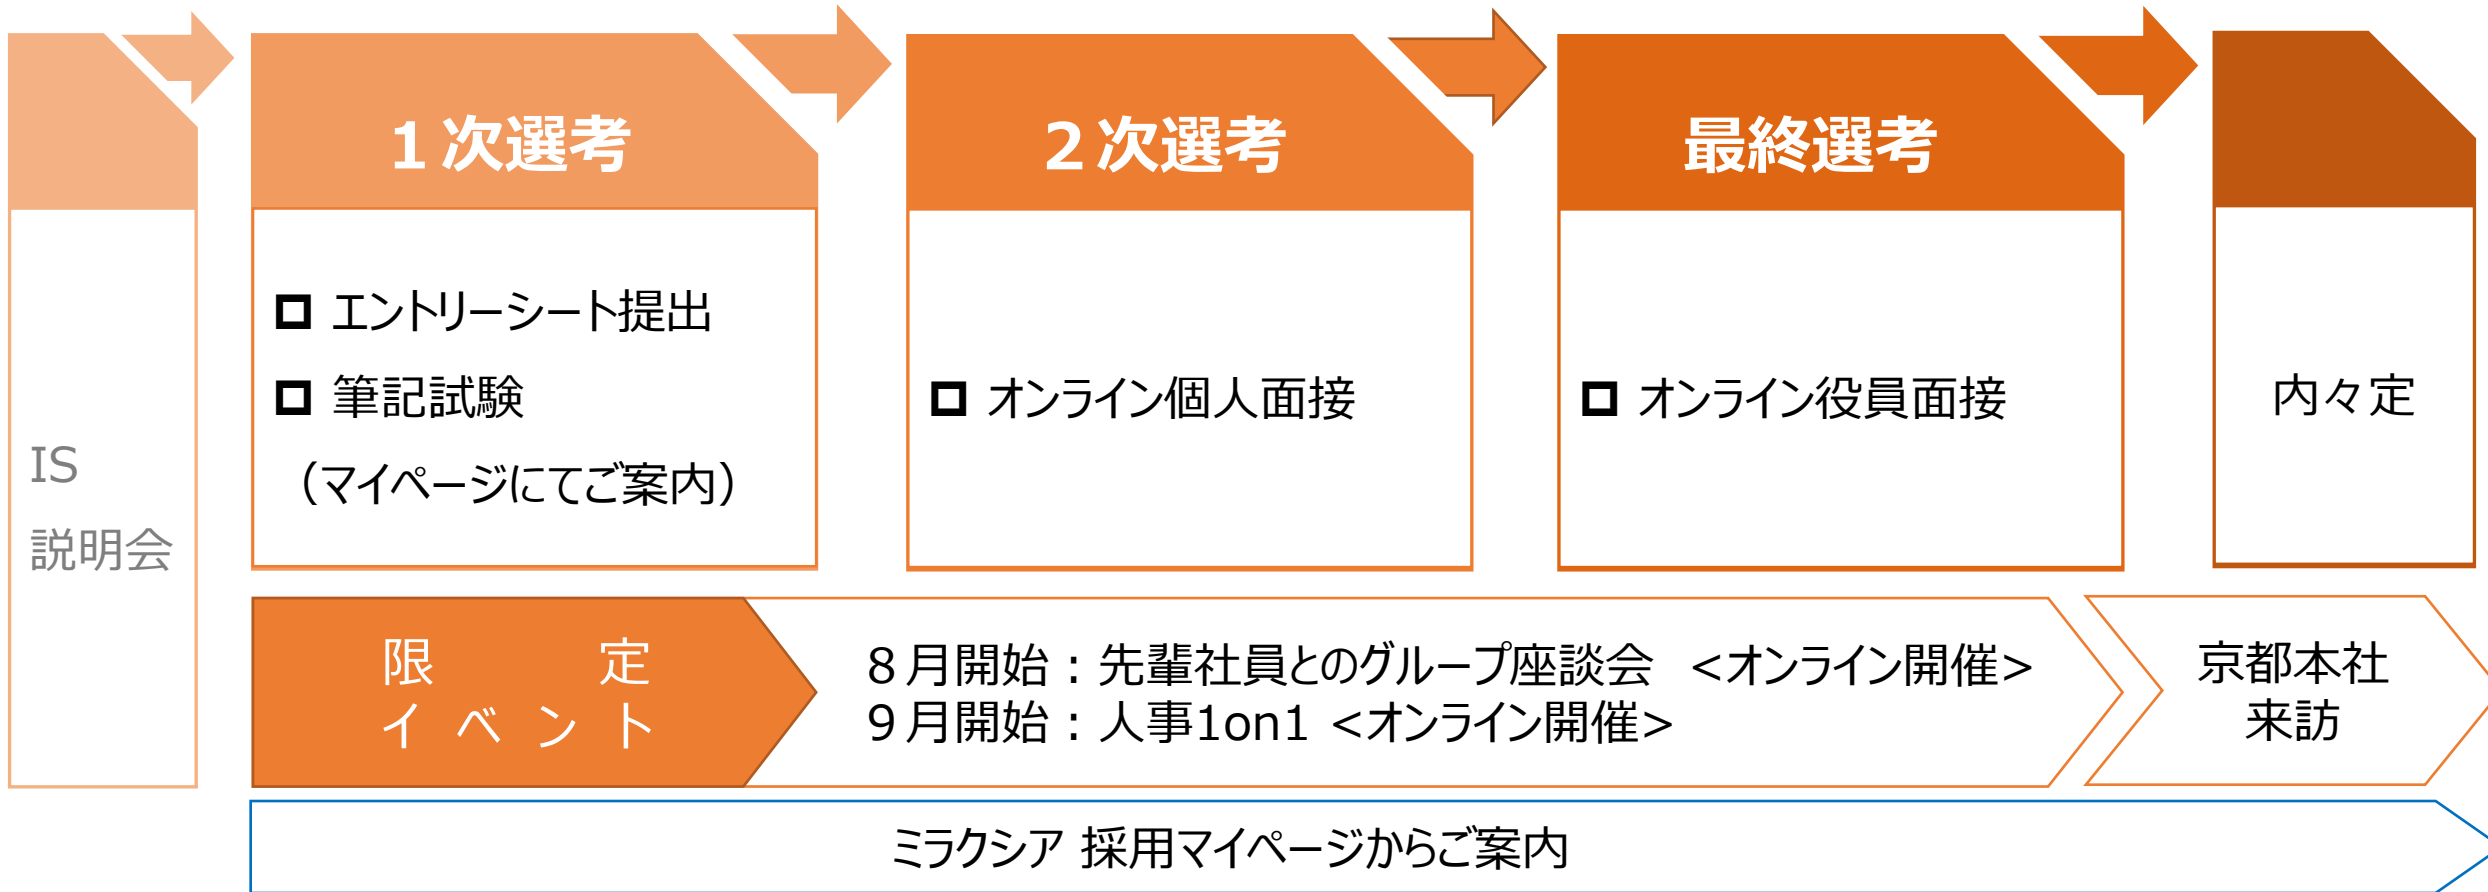 IS
説明会
１次選考
エントリーシート提出
筆記試験
（マイページにてご案内）
２次選考
オンライン個人面接
最終選考
オンライン役員面接
内々定
限　定
イベント
８月開始：先輩社員とのグループ座談会 <オンライン開催>
９月開始：人事1on1 <オンライン開催>
京都本社
来訪
ミラクシア 採用マイページからご案内